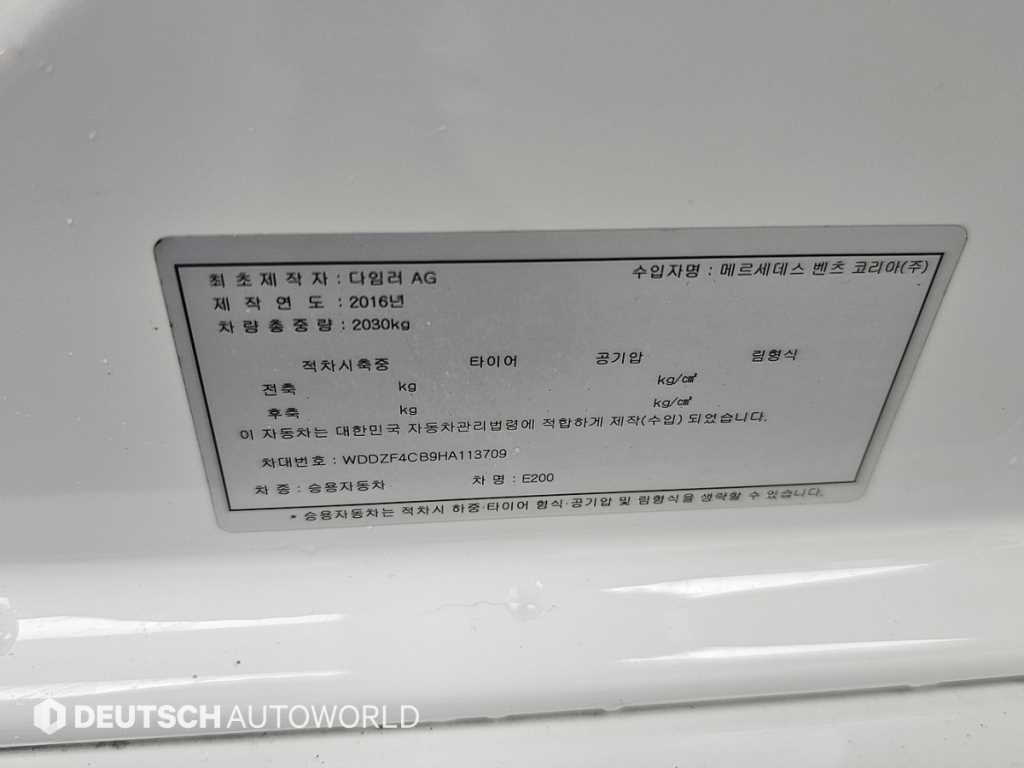 최초제작자 : 다임러 AG 수입자명 : 메르세데스 벤츠 코리아(주)
제 작 연 도 : 2016년
차량총중량 : 2030kg
적차시축중 타이어 공기압 림형식
전축 kg kg/㎠
후축 kg kg/㎠
이 자동차는 대한민국 자동차관리법령에 적합하게 제작(수입) 되었습니다.
차대번호 : WDDZF4CB9HA113709
차 종 : 승용자동차 차 명 : E200
* 승용자동차는 적차시 하중·타이어 형식·공기압 및 림형식을 생략할 수 있습니다.
DEUTSCH AUTOWORLD